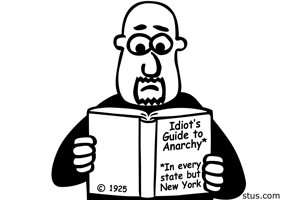 Idiot's
Guide to
Anarchy*
*In every
state but
New York
© 1925
stus.com